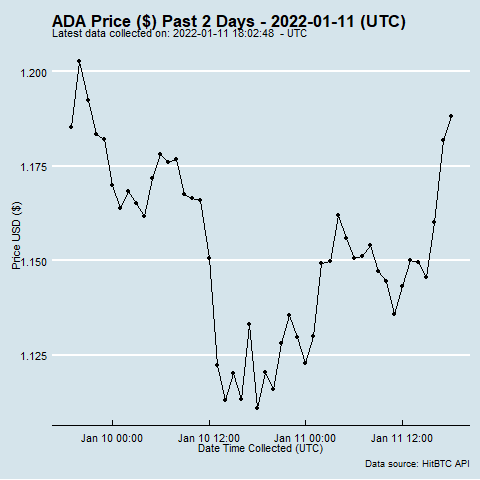 ADA Price ($) Past 2 Days - 2022-01-11 (UTC)
Latest data collected on: 2022-01-11 18:02:48 - UTC
1.200
1.175
1.150
1.125
Price USD ($)
Jan 10 00:00 Jan 10 12:00 Jan 11 00:00 Jan 11 12:00
Date Time Collected (UTC)
Data source: HitBTC API